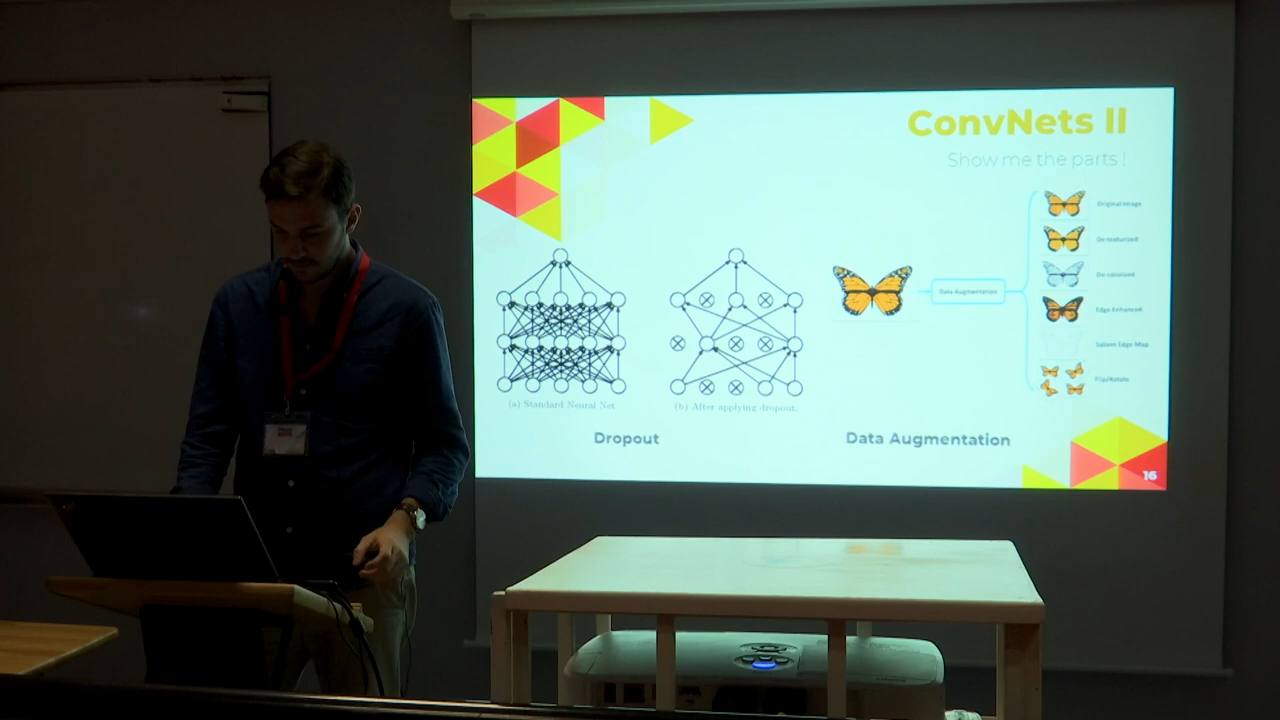 ConvNets II
Show me the parts !
Original Image
De-texturized
De-colorized
Edge Enhanced
Salient Edge Map
Flip/Rotate
Data Augmentation
(a) Standard Neural Net
(b) After applying dropout.
Dropout
Data Augmentation
16